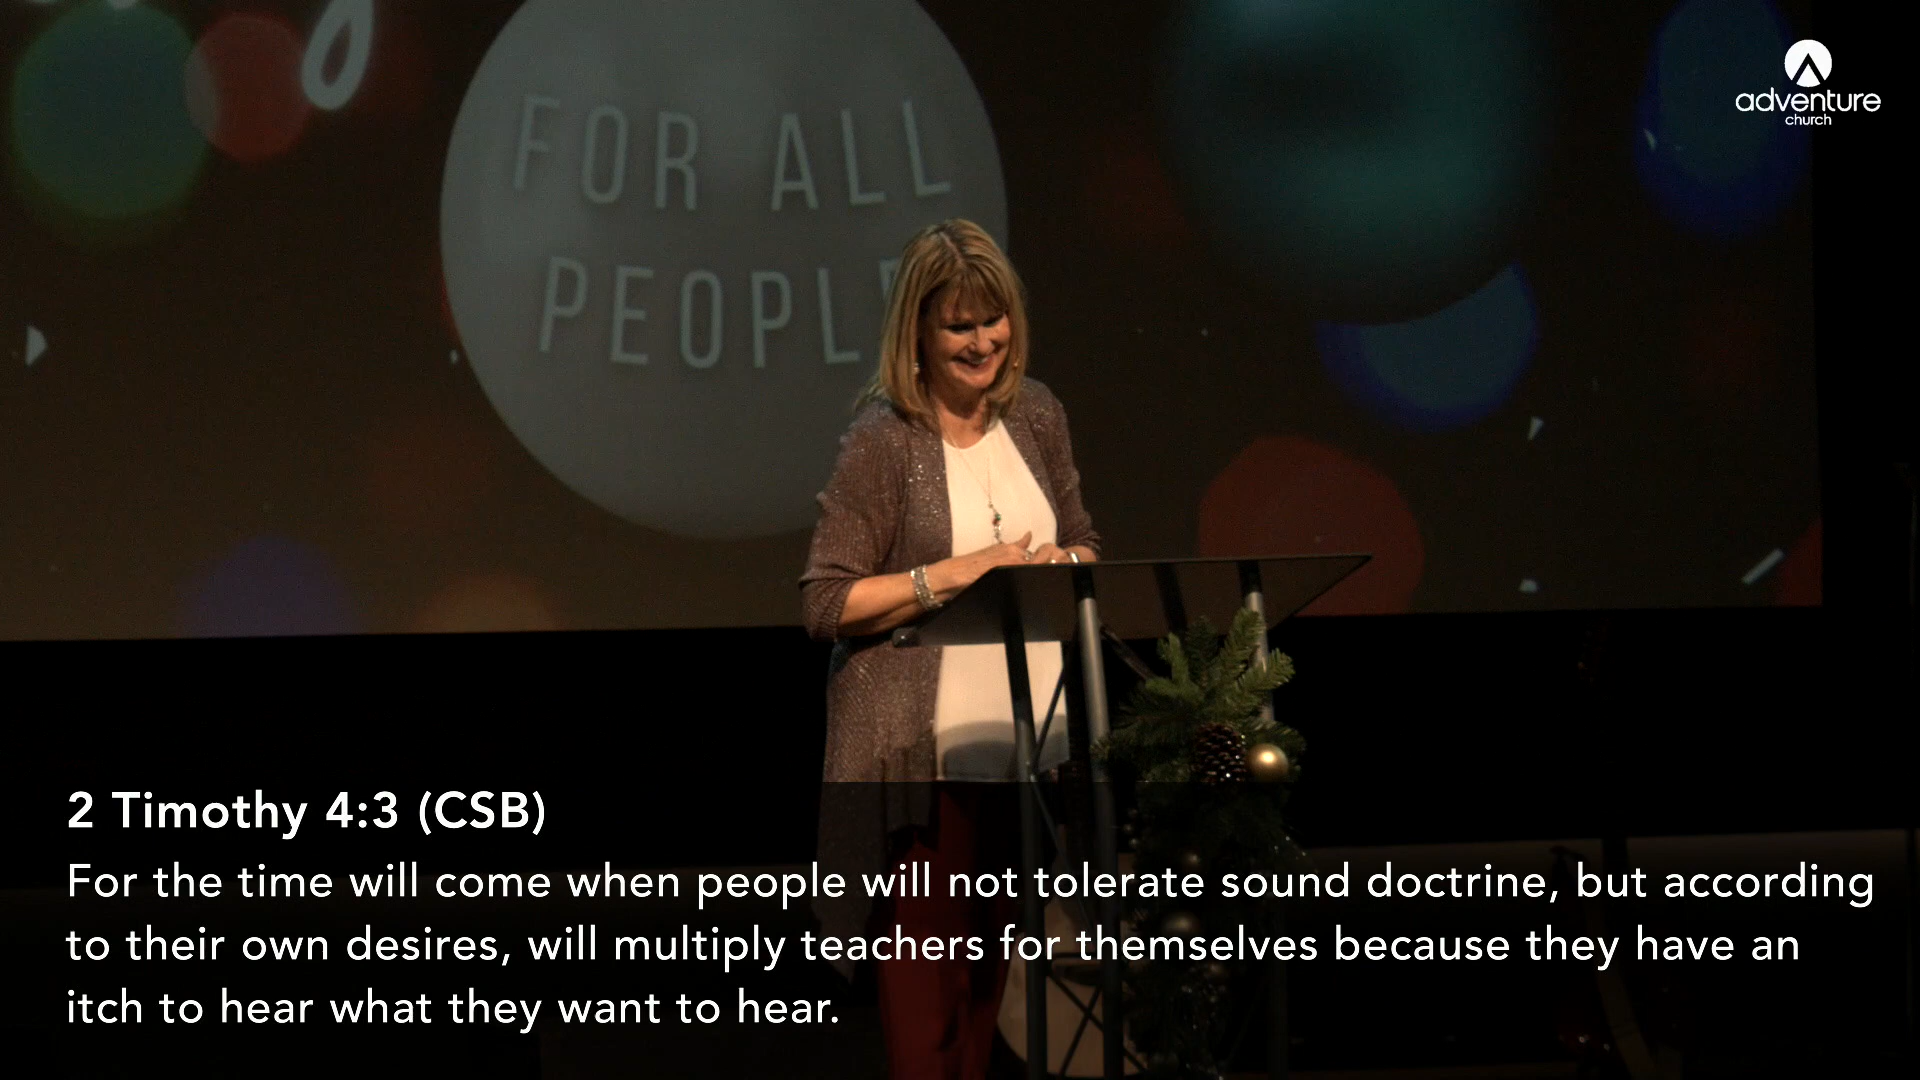 FOR ALL
PEOPLE
adventure
church
2 Timothy 4:3 (CSB)
For the time will come when people will not tolerate sound doctrine, but according
to their own desires, will multiply teachers for themselves because they have an
itch to hear what they want to hear.